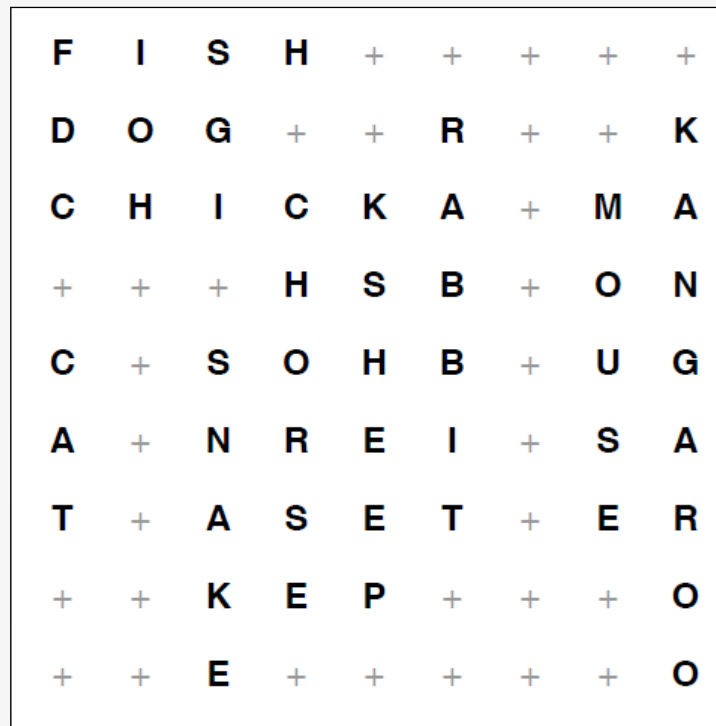 F I S H + + + + +
D O G + + R + + K
C H I C K A + M A
+ + + H S B + O N
C + S O H B + U G
A + N R E I + S A
T + A S E T + E R
+ + K E P + + + O
+ + E + + + + + O